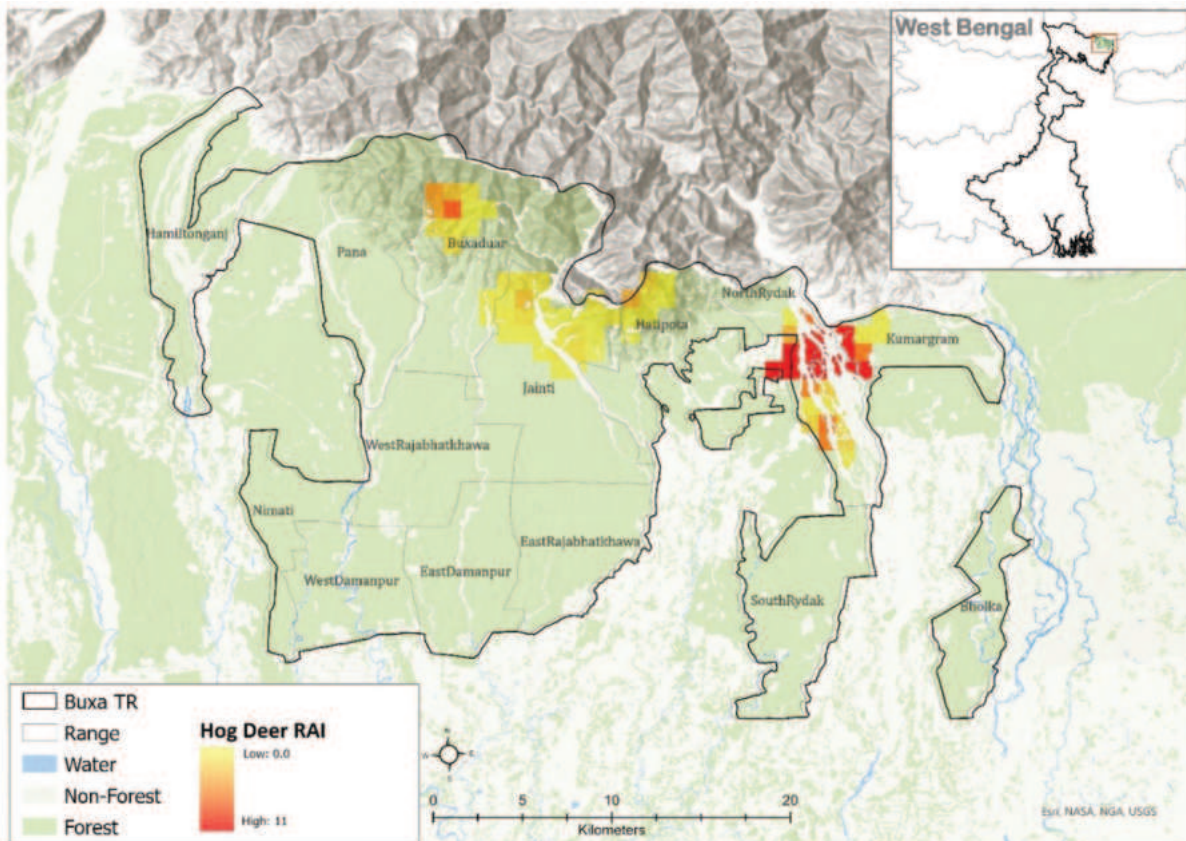 West Bengal
Hamiltonganj
Pana
Buxaduar
NorthRydak
Hatipota
Kumargram
Jainti
WestRajabhatkhawa
Nimati
EastRajabhatkhawa
WestDamanpur
EastDamanpur
SouthRydak
Bholka
Buxa TR
Range
Water
Non-Forest
Forest
Hog Deer RAI
Low: 0.0
High: 11
N
W
E
S
0 5 10 20
Kilometers
Esri, NASA, NGA, USGS